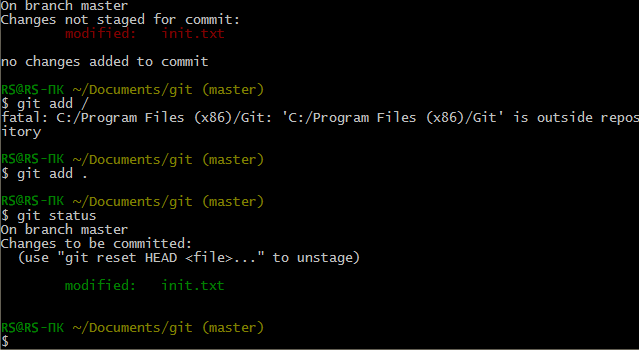 On branch master
Changes not staged for commit:
        modified:   init.txt

no changes added to commit

RS@RS-ПК ~/Documents/git (master)
$ git add /
fatal: C:/Program Files (x86)/Git: 'C:/Program Files (x86)/Git' is outside repos
itory

RS@RS-ПК ~/Documents/git (master)
$ git add .

RS@RS-ПК ~/Documents/git (master)
$ git status
On branch master
Changes to be committed:
  (use "git reset HEAD <file>..." to unstage)

        modified:   init.txt


RS@RS-ПК ~/Documents/git (master)
$